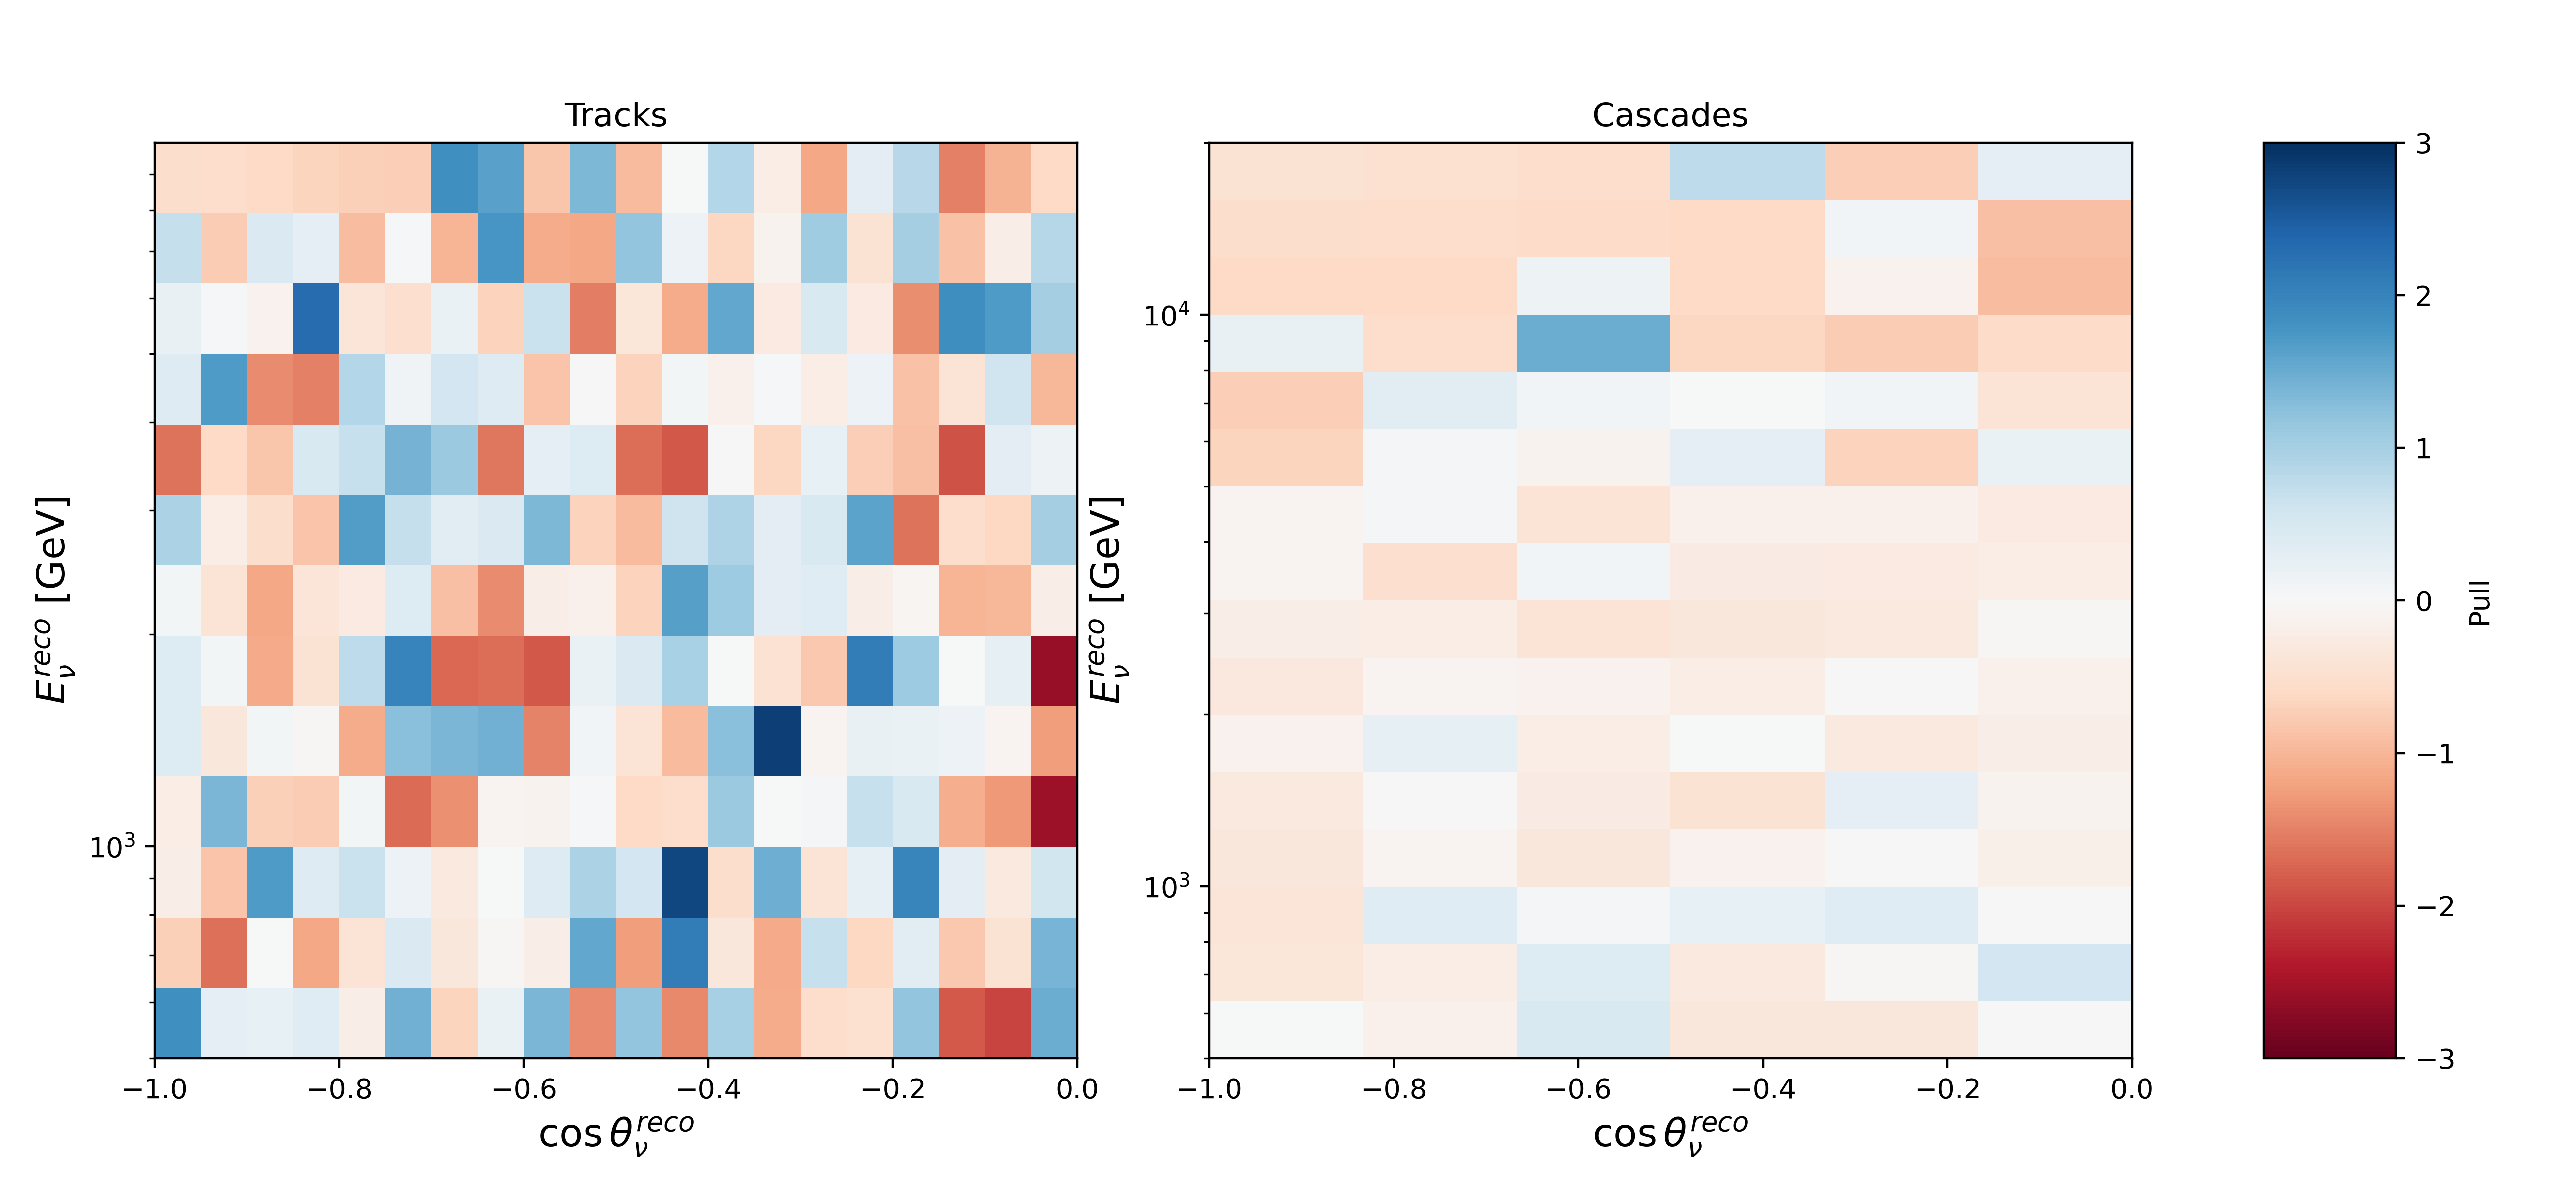 Tracks
E_ν^{reco} [GeV]
10^3
−1.0 −0.8 −0.6 −0.4 −0.2 0.0
cos θ_ν^{reco}
Cascades
E_ν^{reco} [GeV]
10^4
10^3
−1.0 −0.8 −0.6 −0.4 −0.2 0.0
cos θ_ν^{reco}
3
2
1
0
−1
−2
−3
Pull